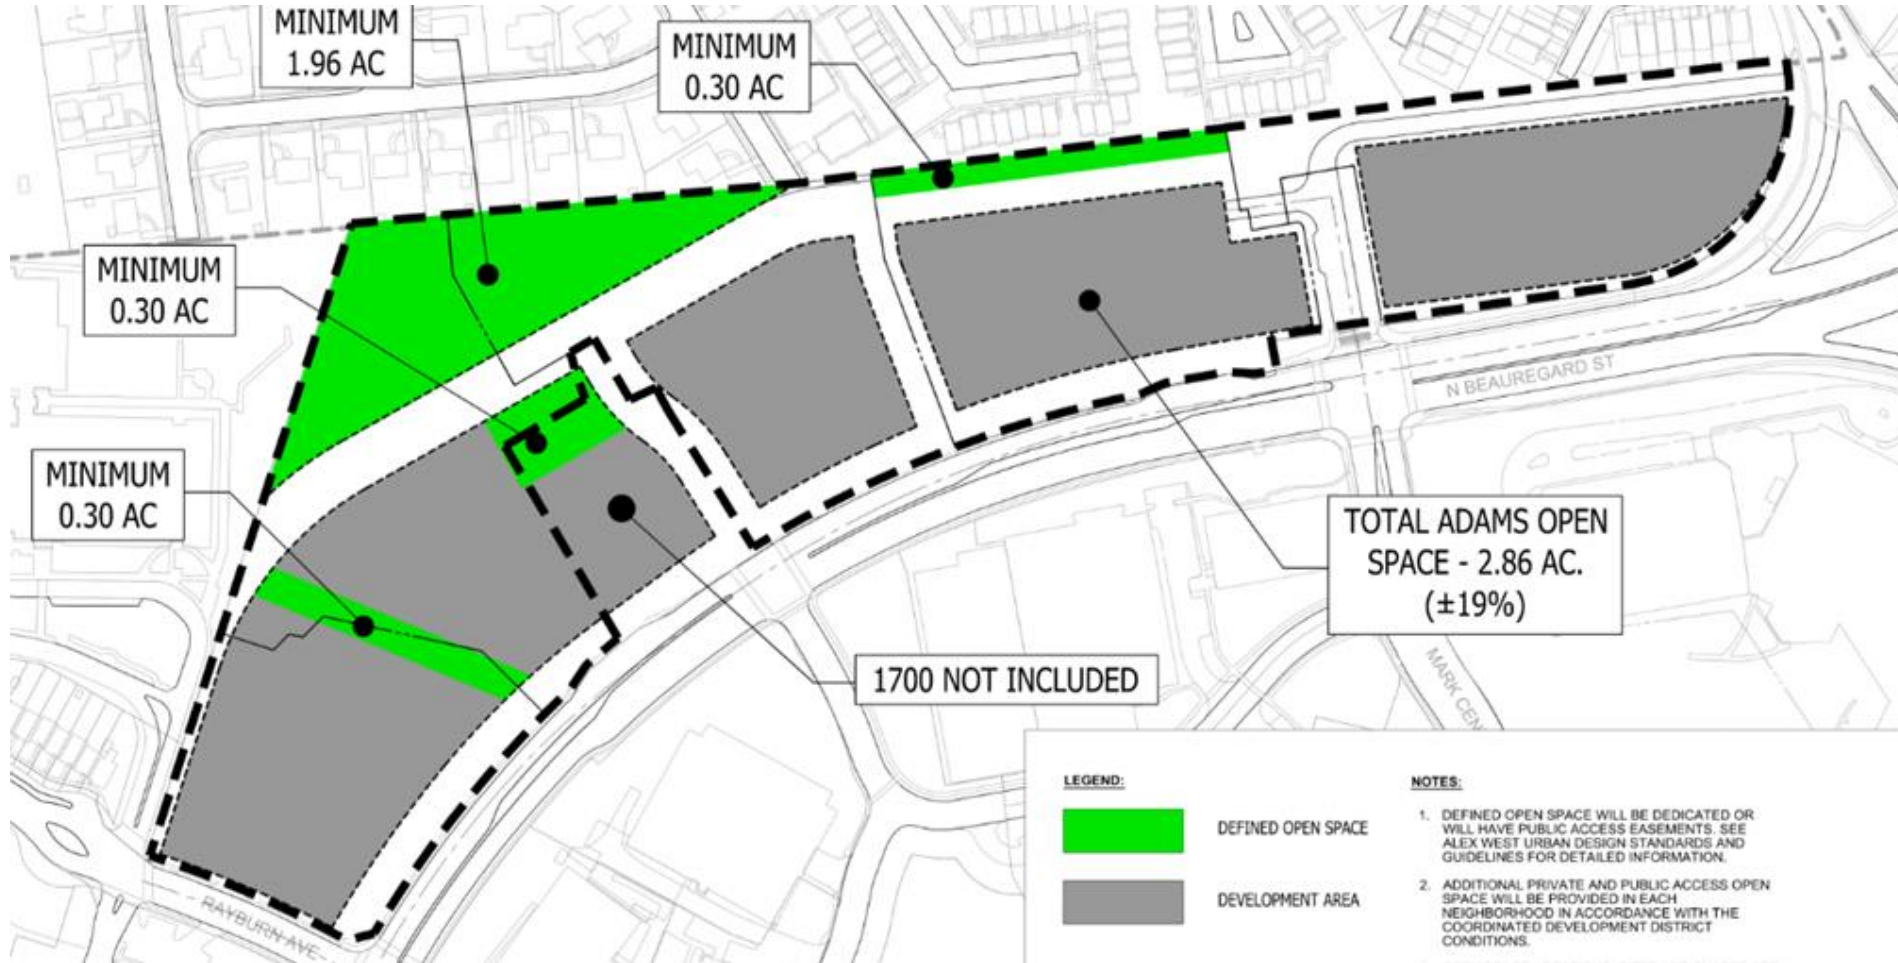 MINIMUM
1.96 AC
MINIMUM
0.30 AC
MINIMUM
0.30 AC
MINIMUM
0.30 AC
N BEAUREGARD ST
TOTAL ADAMS OPEN
SPACE - 2.86 AC.
(±19%)
1700 NOT INCLUDED
MARK CEN
RAYBURN AVE
LEGEND:
DEFINED OPEN SPACE
DEVELOPMENT AREA
NOTES:
1. DEFINED OPEN SPACE WILL BE DEDICATED OR
WILL HAVE PUBLIC ACCESS EASEMENTS. SEE
ALEX WEST URBAN DESIGN STANDARDS AND
GUIDELINES FOR DETAILED INFORMATION.
2. ADDITIONAL PRIVATE AND PUBLIC ACCESS OPEN
SPACE WILL BE PROVIDED IN EACH
NEIGHBORHOOD IN ACCORDANCE WITH THE
COORDINATED DEVELOPMENT DISTRICT
CONDITIONS.